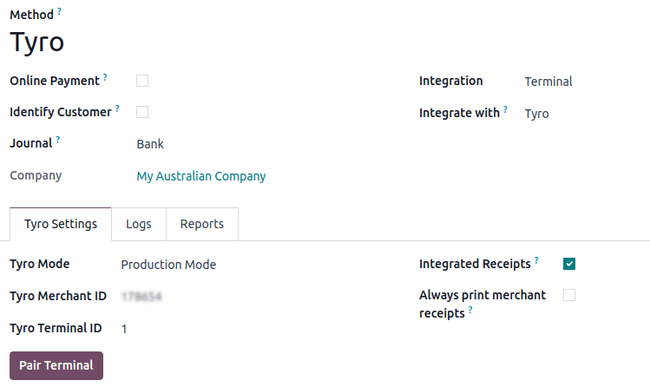 Method ?
Tyro
Online Payment ?
Integration Terminal
Identify Customer ?
Integrate with ? Tyro
Journal ? Bank
Company My Australian Company
Tyro Settings Logs Reports
Tyro Mode Production Mode
Integrated Receipts ?
Tyro Merchant ID
Always print merchant
receipts ?
Tyro Terminal ID 1
Pair Terminal